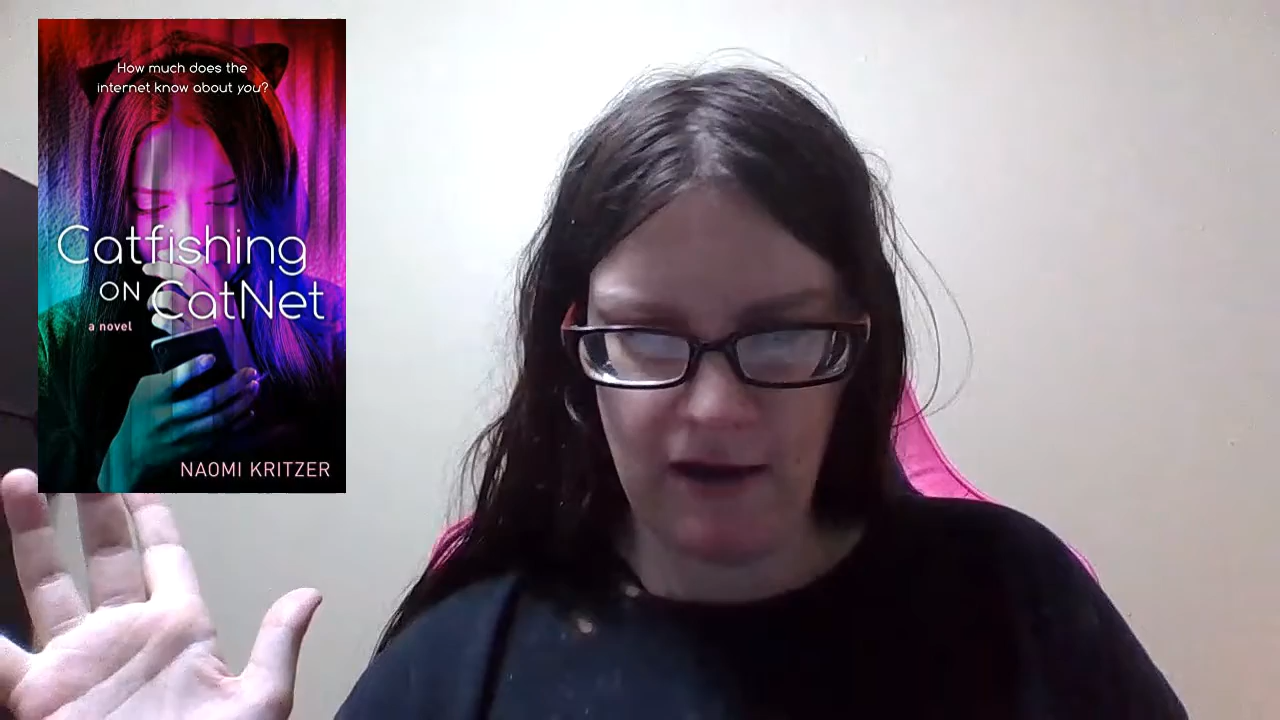 How much does the
internet know about you?
Catfishing
ON CatNet
a novel
NAOMI KRITZER